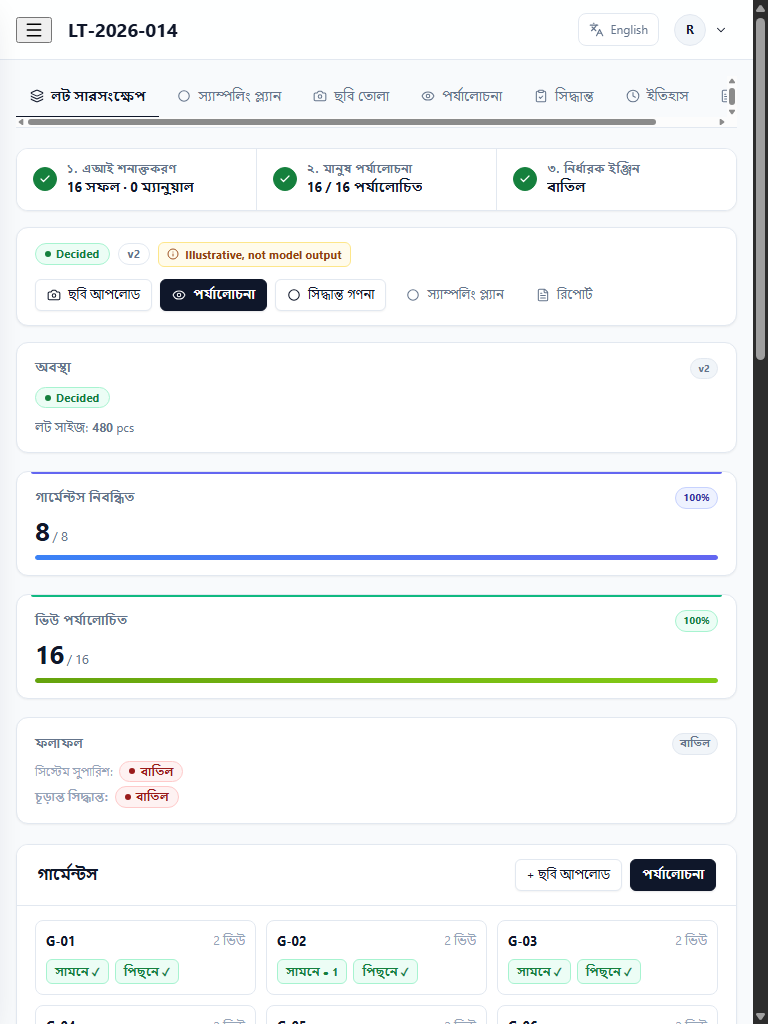 LT-2026-014
English
R
লট সারসংক্ষেপ
স্যাম্পলিং প্ল্যান
ছবি তোলা
পর্যালোচনা
সিদ্ধান্ত
ইতিহাস
১. এআই শনাক্তকরণ
16 সফল · 0 ম্যানুয়াল
২. মানুষ পর্যালোচনা
16 / 16 পর্যালোচিত
৩. নির্ধারক ইঞ্জিন
বাতিল
Decided
v2
Illustrative, not model output
ছবি আপলোড
পর্যালোচনা
সিদ্ধান্ত গণনা
স্যাম্পলিং প্ল্যান
রিপোর্ট
অবস্থা
v2
Decided
লট সাইজ: 480 pcs
গার্মেন্টস নিবন্ধিত
100%
8 / 8
ভিউ পর্যালোচিত
100%
16 / 16
ফলাফল
বাতিল
সিস্টেম সুপারিশ: বাতিল
চূড়ান্ত সিদ্ধান্ত: বাতিল
গার্মেন্টস
+ ছবি আপলোড
পর্যালোচনা
G-01
2 ভিউ
সামনে ✓
পিছনে ✓
G-02
2 ভিউ
সামনে • 1
পিছনে ✓
G-03
2 ভিউ
সামনে ✓
পিছনে ✓